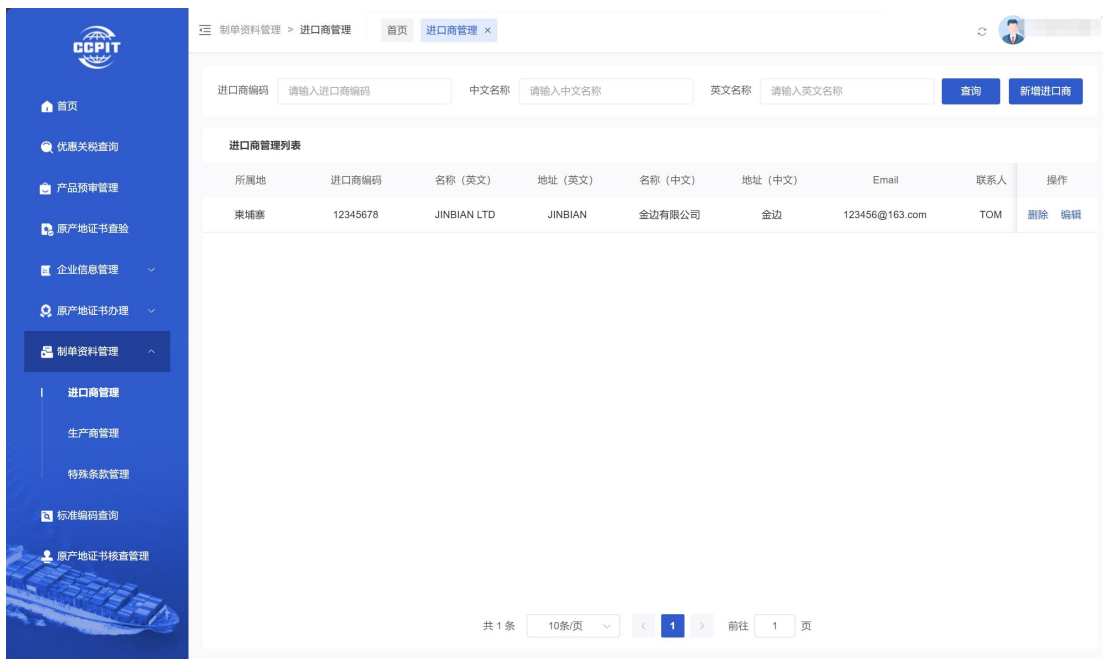 CCPIT
首页
优惠关税查询
产品预审管理
原产地证书查验
企业信息管理
原产地证书办理
制单资料管理
进口商管理
生产商管理
特殊条款管理
标准编码查询
原产地证书核查管理
制单资料管理 > 进口商管理 首页 进口商管理 ×
进口商编码 请输入进口商编码 中文名称 请输入中文名称 英文名称 请输入英文名称 查询 新增进口商
进口商管理列表
所属地 进口商编码 名称（英文） 地址（英文） 名称（中文） 地址（中文） Email 联系人 操作
柬埔寨 12345678 JINBIAN LTD JINBIAN 金边有限公司 金边 123456@163.com TOM 删除 编辑
共 1 条 10条/页 < 1 > 前往 1 页